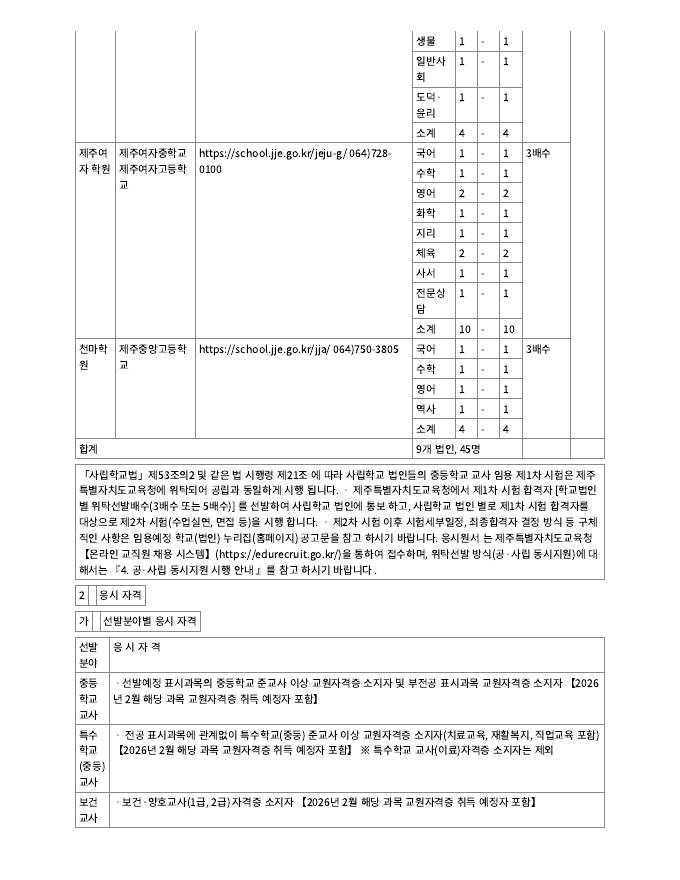 생물 1 - 1
일반사
회 1 - 1
도덕·
윤리 1 - 1
소계 4 - 4
제주여 제주여자중학교 https://school.jje.go.kr/jeju-g/ 064)728- 국어 1 - 1 3배수
자 학원 제주여자고등학 0100
교
수학 1 - 1
영어 2 - 2
화학 1 - 1
지리 1 - 1
체육 2 - 2
사서 1 - 1
전문상
담 1 - 1
소계 10 - 10
천마학 제주중앙고등학 https://school.jje.go.kr/jja/ 064)750-3805 국어 1 - 1 3배수
원 교
수학 1 - 1
영어 1 - 1
역사 1 - 1
소계 4 - 4
합계 9개 법인, 45명
「사립학교법」제53조의2 및 같은 법 시행령 제21조 에 따라 사립학교 법인들의 중등학교 교사 임용 제1차 시험은 제주
특별자치도교육청에 위탁되어 공립과 동일하게 시행 됩니다. · 제주특별자치도교육청에서 제1차 시험 합격자 [학교법인
별 위탁선발배수(3배수 또는 5배수)] 를 선발하여 사립학교 법인에 통보 하고, 사립학교 법인 별로 제1차 시험 합격자를
대상으로 제2차 시험(수업실연, 면접 등)을 시행 합니다. · 제2차 시험 이후 시험세부일정, 최종합격자 결정 방식 등 구체
적인 사항은 임용예정 학교(법인) 누리집(홈페이지) 공고문을 참고 하시기 바랍니다. 응시원서 는 제주특별자치도교육청
【온라인 교직원 채용 시스템】(https://edurecruit.go.kr/)을 통하여 접수하며, 위탁선발 방식(공·사립 동시지원)에 대
해서는 『4. 공·사립 동시지원 시행 안내 』를 참고 하시기 바랍니다 .
2 응시 자격
가 선발분야별 응시 자격
선발 응 시 자 격
분야
중등 · 선발예정 표시과목의 중등학교 준교사 이상 교원자격증 소지자 및 부전공 표시과목 교원자격증 소지자 【2026
학교 년 2월 해당 과목 교원자격증 취득 예정자 포함】
교사
특수 · 전공 표시과목에 관계없이 특수학교(중등) 준교사 이상 교원자격증 소지자(치료교육, 재활복지, 직업교육 포함)
학교 【2026년 2월 해당 과목 교원자격증 취득 예정자 포함】 ※ 특수학교 교사(이료)자격증 소지자는 제외
(중등)
교사
보건 · 보건·양호교사(1급, 2급) 자격증 소지자 【2026년 2월 해당 과목 교원자격증 취득 예정자 포함】
교사